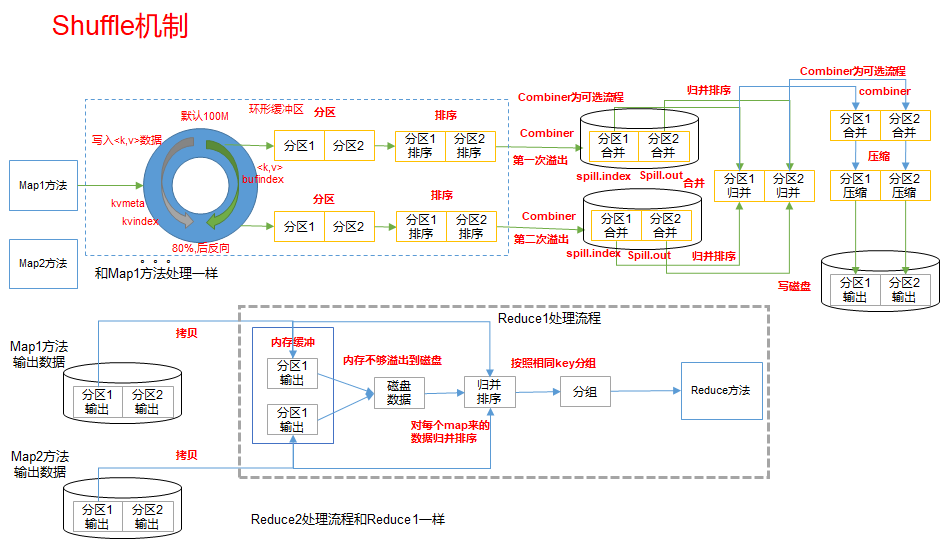 Shuffle机制
默认100M
环形缓冲区
分区
排序
写入<k,v>数据
Map1方法
kvmeta
kvindex
<k,v>
bufindex
80%,后反向
分区1
分区2
分区1
排序
分区2
排序
Combiner为可选流程
Combiner
第一次溢出
分区1
合并
分区2
合并
spill.index
Spill.out
归并排序
分区
排序
分区1
分区2
分区1
排序
分区2
排序
Combiner
第二次溢出
分区1
合并
分区2
合并
spill.index
Spill.out
归并排序
合并
分区1
归并
分区2
归并
Combiner为可选流程
combiner
分区1
合并
分区2
合并
压缩
分区1
压缩
分区2
压缩
写磁盘
分区1
输出
分区2
输出
Map2方法
。。。
和Map1方法处理一样
Map1方法
输出数据
分区1
输出
分区2
输出
拷贝
Map2方法
输出数据
分区1
输出
分区2
输出
拷贝
Reduce1处理流程
内存缓冲
分区1
输出
分区1
输出
内存不够溢出到磁盘
磁盘
数据
归并
排序
对每个map来的
数据归并排序
按照相同key分组
分组
Reduce方法
Reduce2处理流程和Reduce1一样